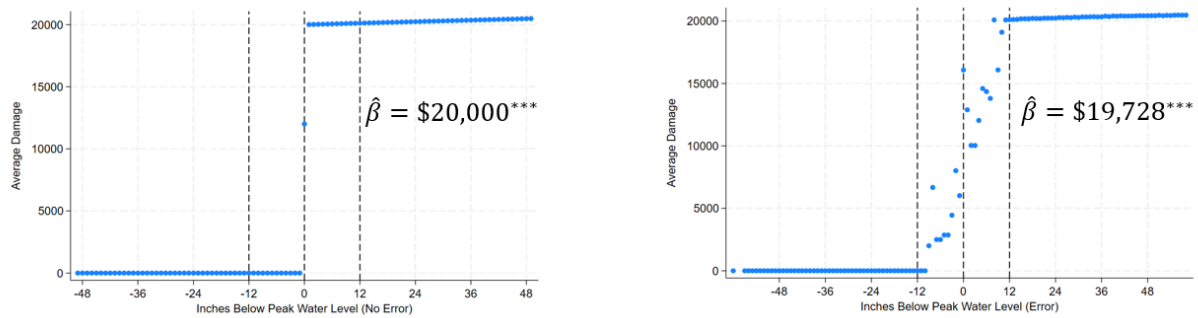 20000
15000
10000
5000
0
Average Damage
β̂ = $20,000***
-48 -36 -24 -12 0 12 24 36 48
Inches Below Peak Water Level (No Error)
20000
15000
10000
5000
0
Average Damage
β̂ = $19,728***
-48 -36 -24 -12 0 12 24 36 48
Inches Below Peak Water Level (Error)